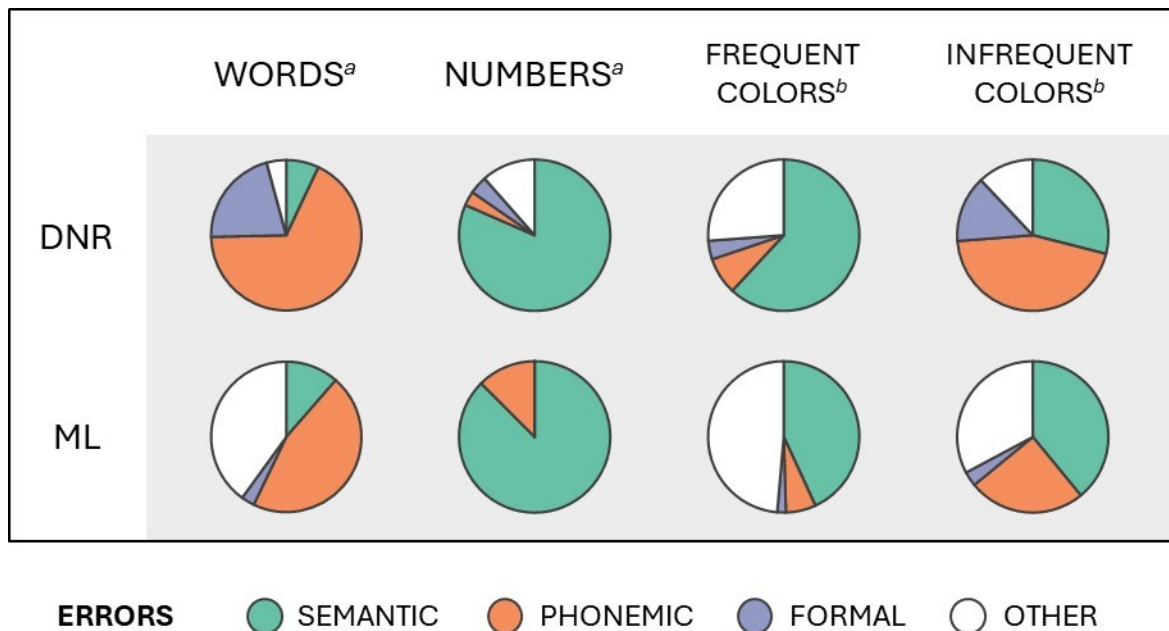 WORDSᵃ NUMBERSᵃ FREQUENT COLORSᵇ INFREQUENT COLORSᵇ
DNR
ML
ERRORS SEMANTIC PHONEMIC FORMAL OTHER